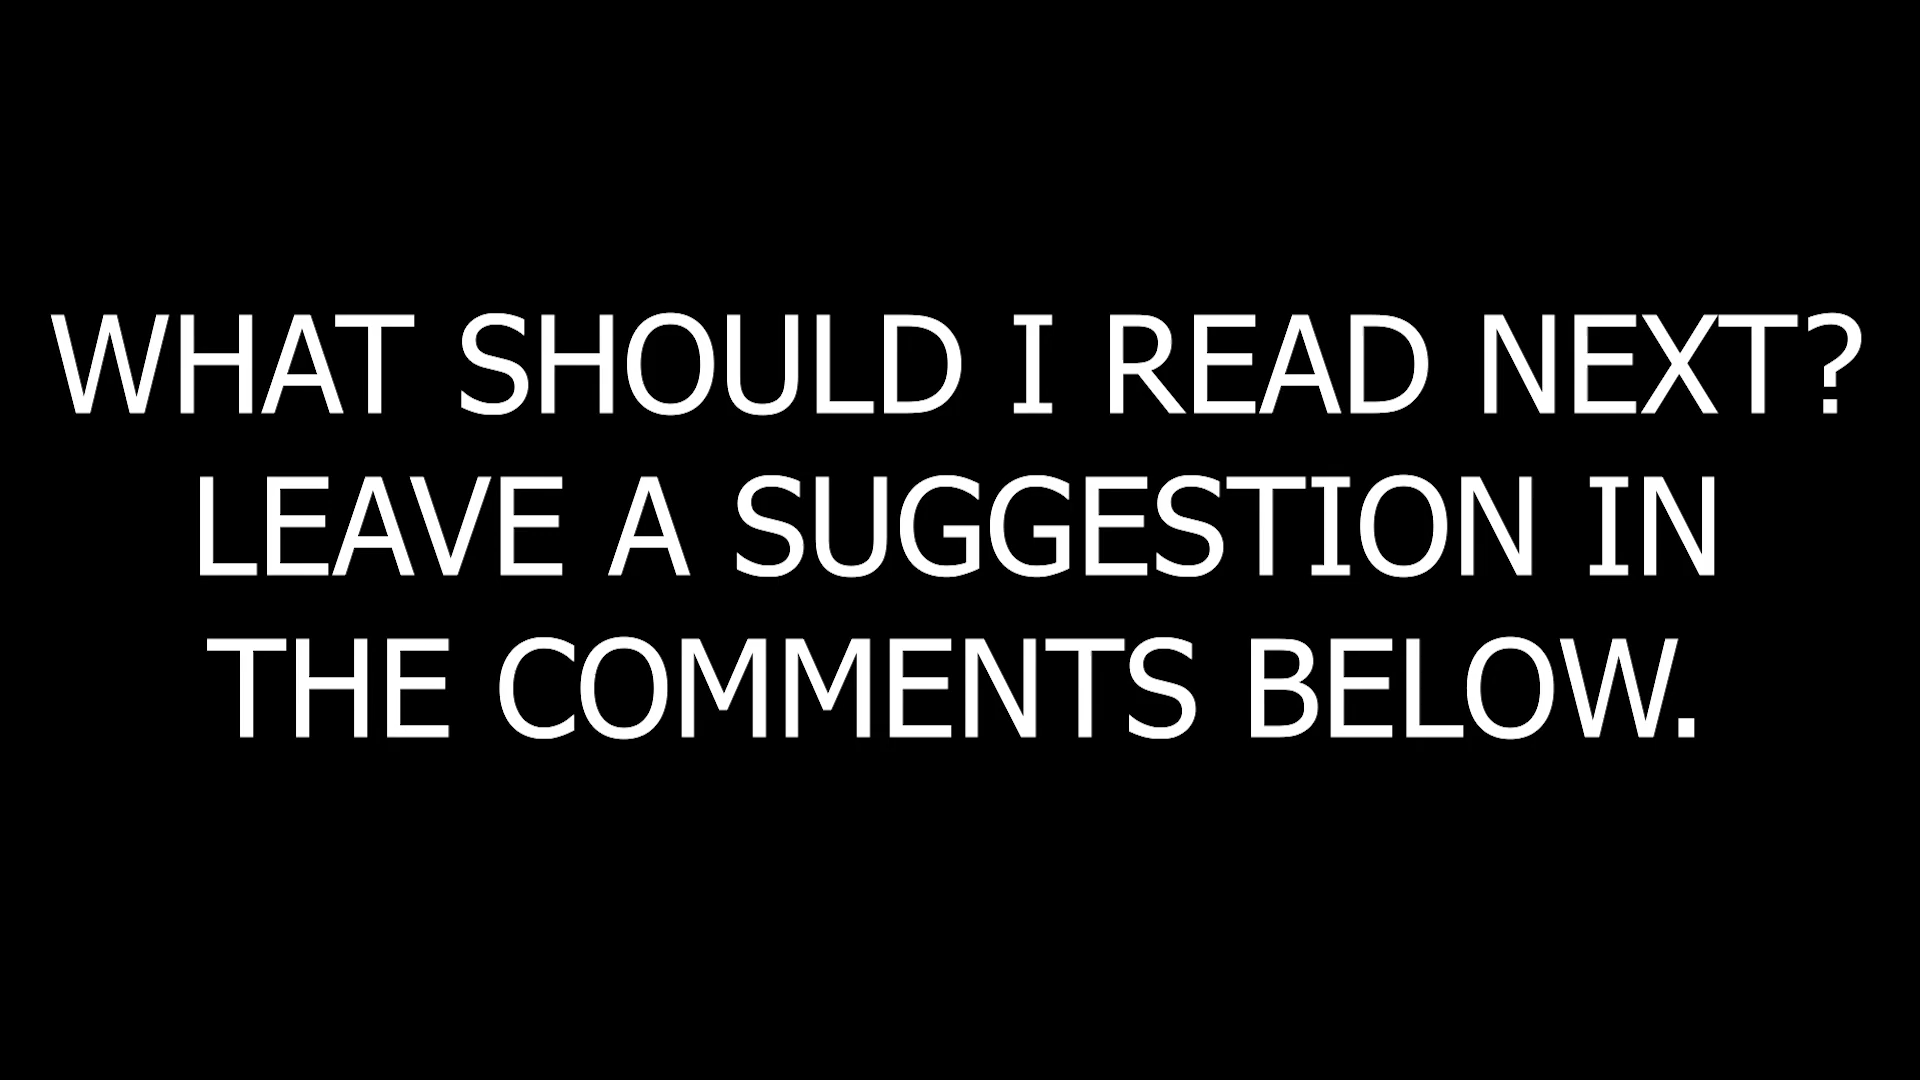 WHAT SHOULD I READ NEXT?
LEAVE A SUGGESTION IN
THE COMMENTS BELOW.